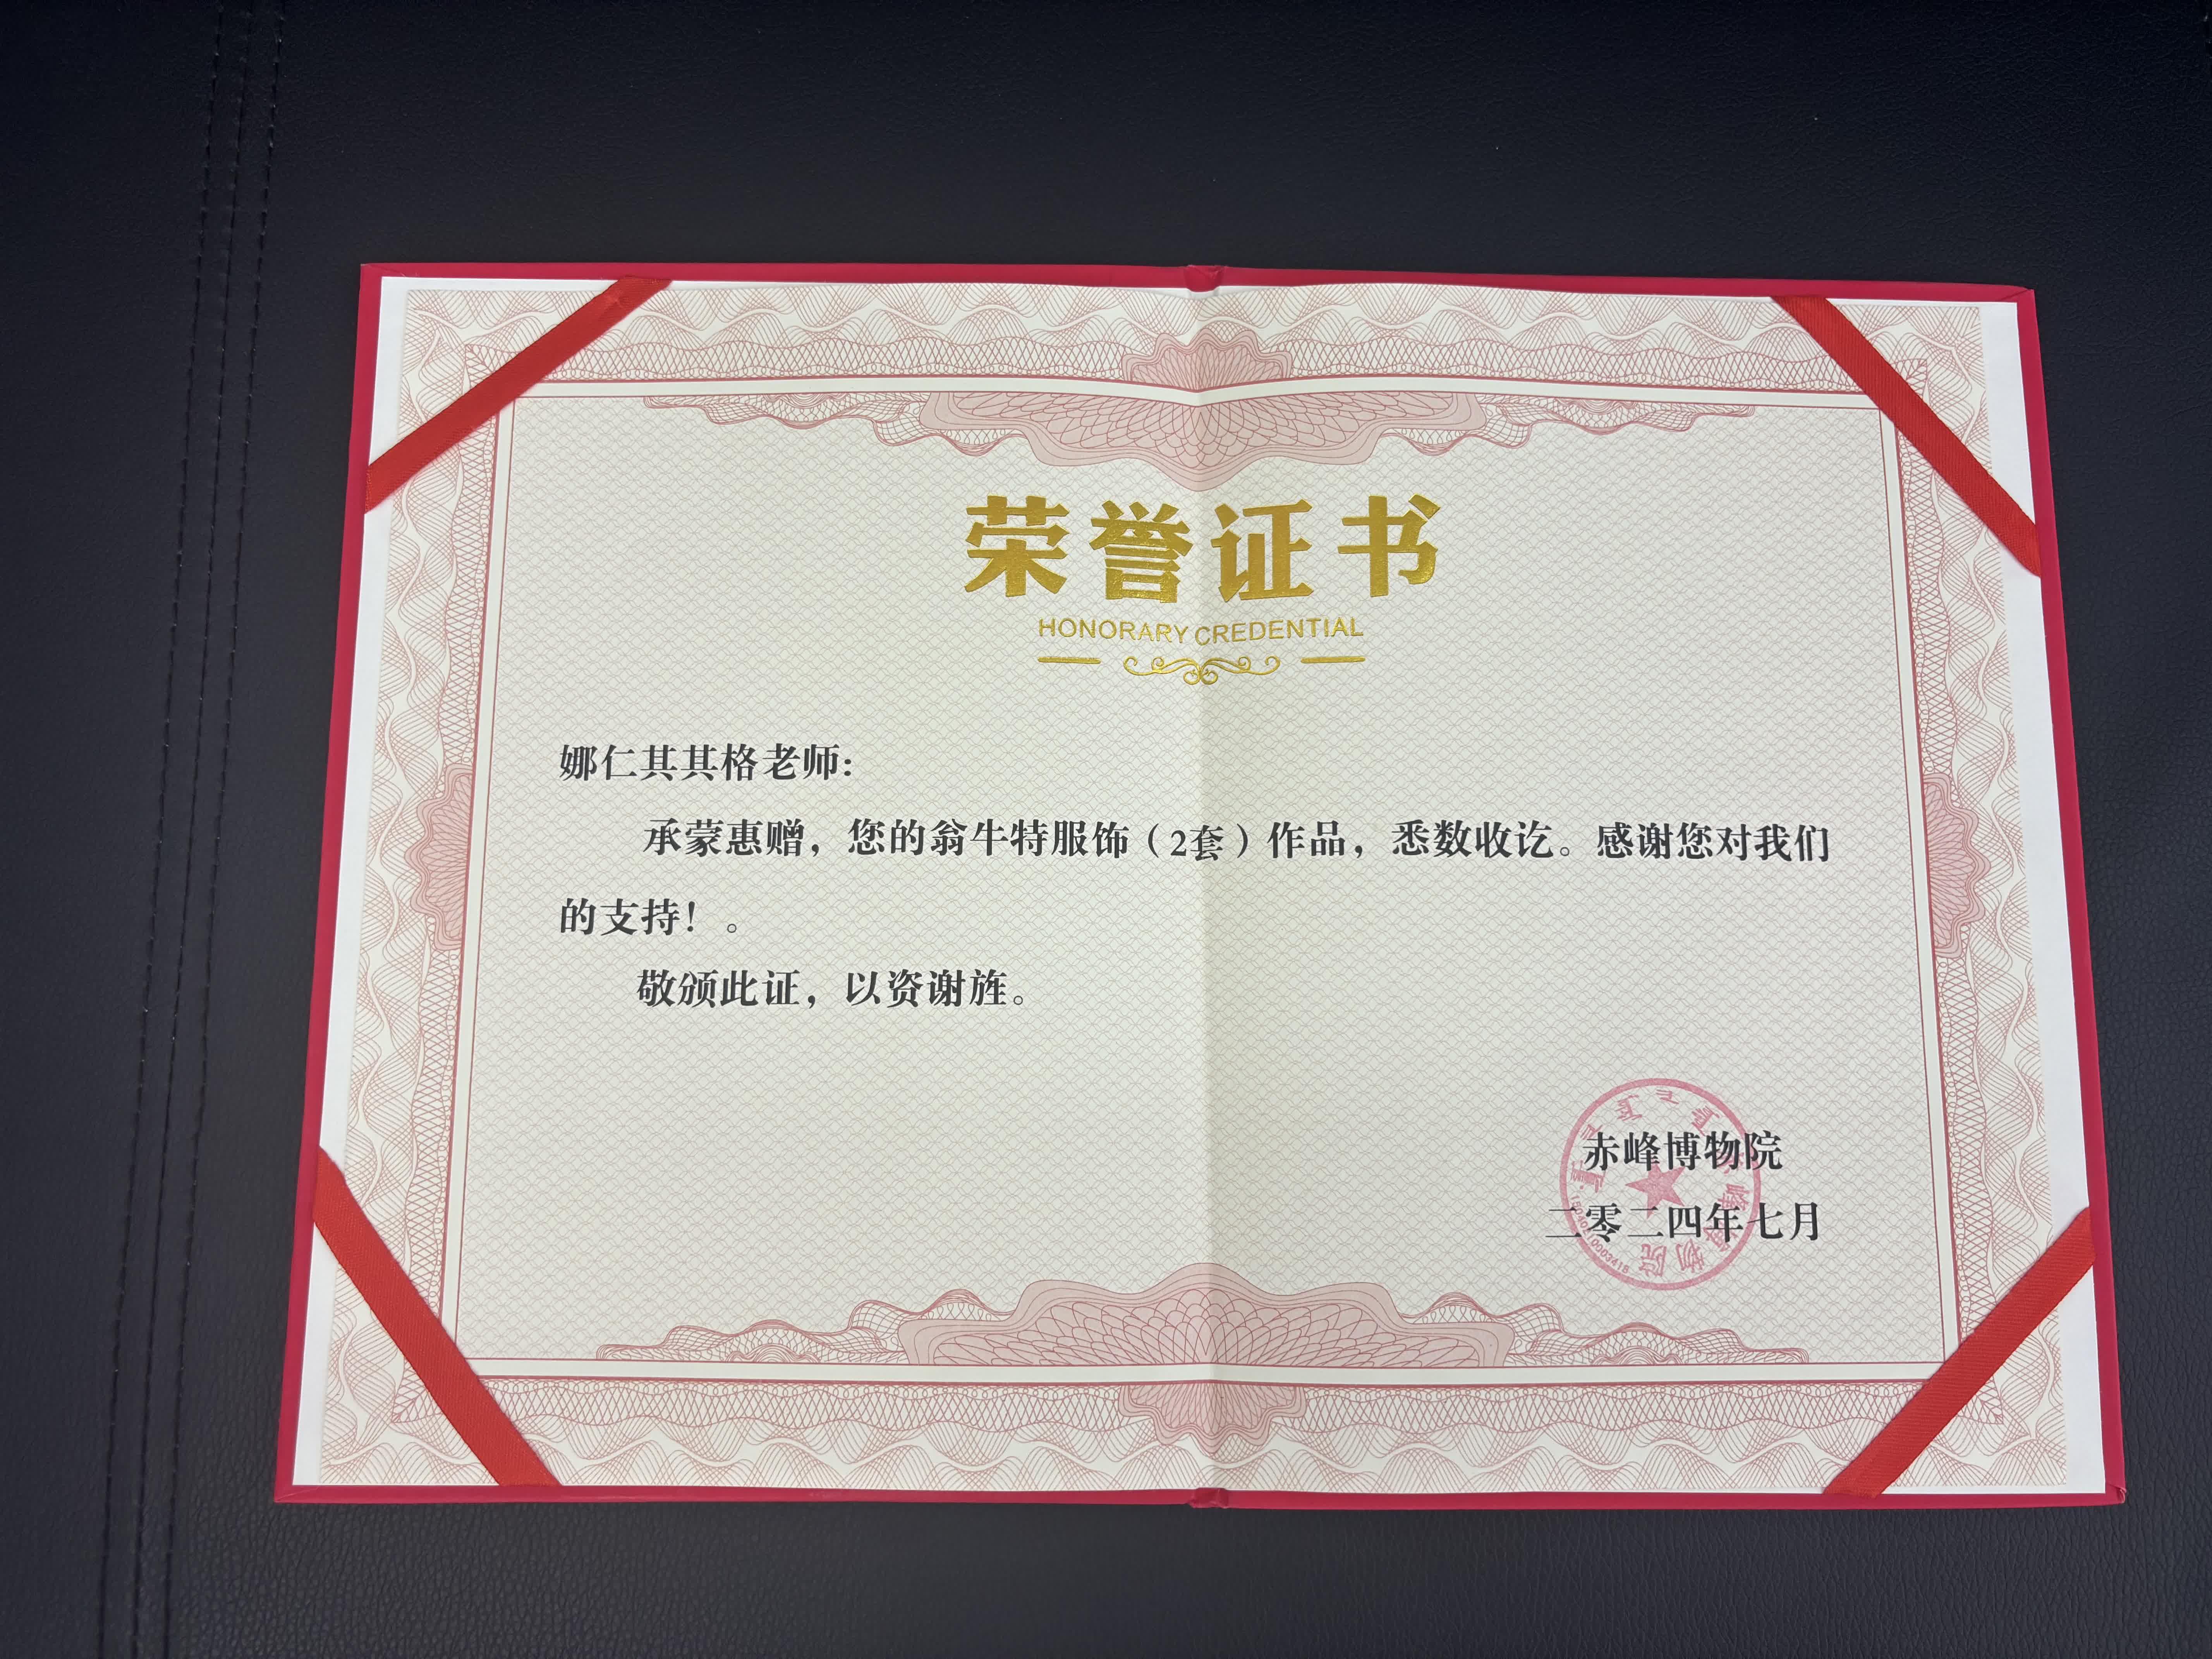 荣誉证书
HONORARY CREDENTIAL
娜仁其其格老师:
承蒙惠赠，您的翁牛特服饰（2套）作品，悉数收讫。感谢您对我们
的支持！。
敬颁此证，以资谢旌。
赤峰博物院
二零二四年七月